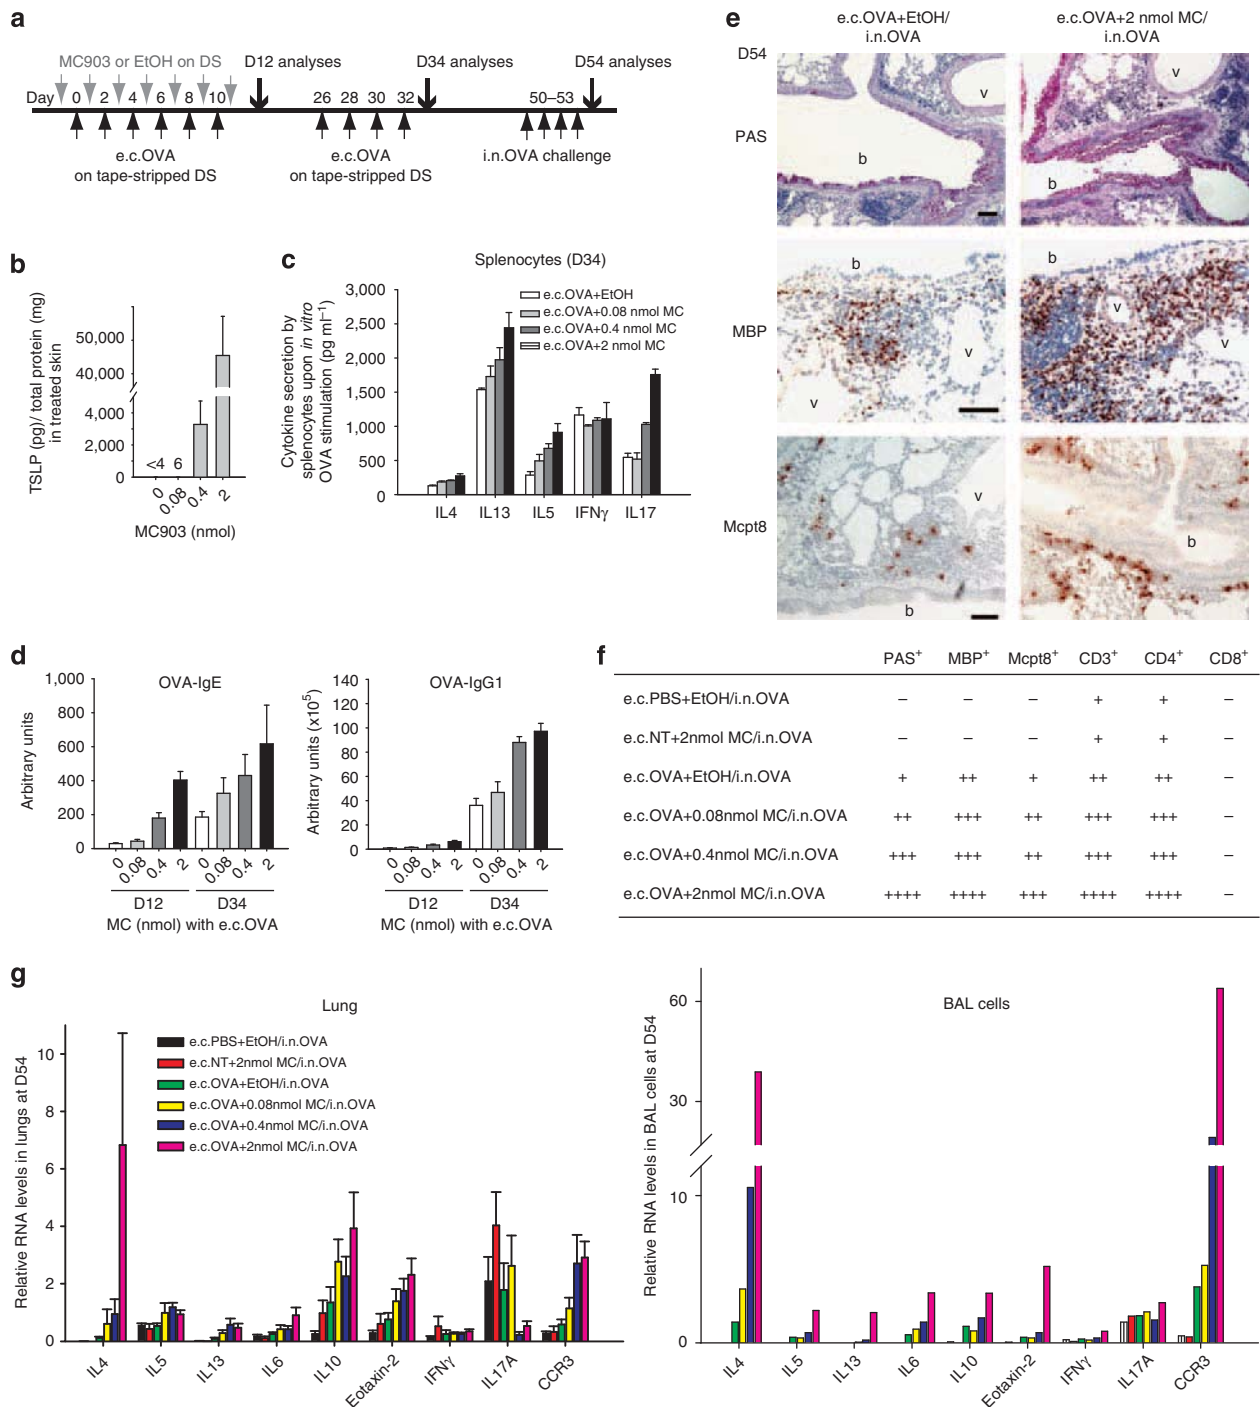 a
MC903 or EtOH on DS
D12 analyses
D34 analyses
D54 analyses
Day 0 2 4 6 8 10 26 28 30 32 50–53
e.c.OVA
on tape-stripped DS
e.c.OVA
on tape-stripped DS
i.n.OVA challenge
b
TSLP (pg)/ total protein (mg)
in treated skin
50,000
40,000
4,000
2,000
0
<4 6
0 0.08 0.4 2
MC903 (nmol)
c
Splenocytes (D34)
Cytokine secretion by
splenocytes upon in vitro
OVA stimulation (pg ml−1)
3,000
2,500
2,000
1,500
1,000
500
0
e.c.OVA+EtOH
e.c.OVA+0.08 nmol MC
e.c.OVA+0.4 nmol MC
e.c.OVA+2 nmol MC
IL4 IL13 IL5 IFNγ IL17
e
e.c.OVA+EtOH/
i.n.OVA
e.c.OVA+2 nmol MC/
i.n.OVA
D54
PAS
v
b
v
b
MBP
b
v
v
b
v
v
Mcpt8
v
b
b
d
OVA-IgE
Arbitrary units
1,000
800
600
400
200
0
0 0.08 0.4 2 0 0.08 0.4 2
D12 D34
MC (nmol) with e.c.OVA
OVA-IgG1
Arbitrary units (x10⁵)
140
120
100
80
60
40
20
0
0 0.08 0.4 2 0 0.08 0.4 2
D12 D34
MC (nmol) with e.c.OVA
f
PAS+ MBP+ Mcpt8+ CD3+ CD4+ CD8+
e.c.PBS+EtOH/i.n.OVA – – – + + –
e.c.NT+2nmol MC/i.n.OVA – – – + + –
e.c.OVA+EtOH/i.n.OVA + ++ + ++ ++ –
e.c.OVA+0.08nmol MC/i.n.OVA ++ +++ ++ +++ +++ –
e.c.OVA+0.4nmol MC/i.n.OVA +++ +++ ++ +++ +++ –
e.c.OVA+2nmol MC/i.n.OVA ++++ ++++ +++ ++++ ++++ –
g
Lung
Relative RNA levels in lungs at D54
10
8
6
4
2
0
e.c.PBS+EtOH/i.n.OVA
e.c.NT+2nmol MC/i.n.OVA
e.c.OVA+EtOH/i.n.OVA
e.c.OVA+0.08nmol MC/i.n.OVA
e.c.OVA+0.4nmol MC/i.n.OVA
e.c.OVA+2nmol MC/i.n.OVA
IL4 IL5 IL13 IL6 IL10 Eotaxin-2 IFNγ IL17A CCR3
BAL cells
Relative RNA levels in BAL cells at D54
60
30
10
0
IL4 IL5 IL13 IL6 IL10 Eotaxin-2 IFNγ IL17A CCR3